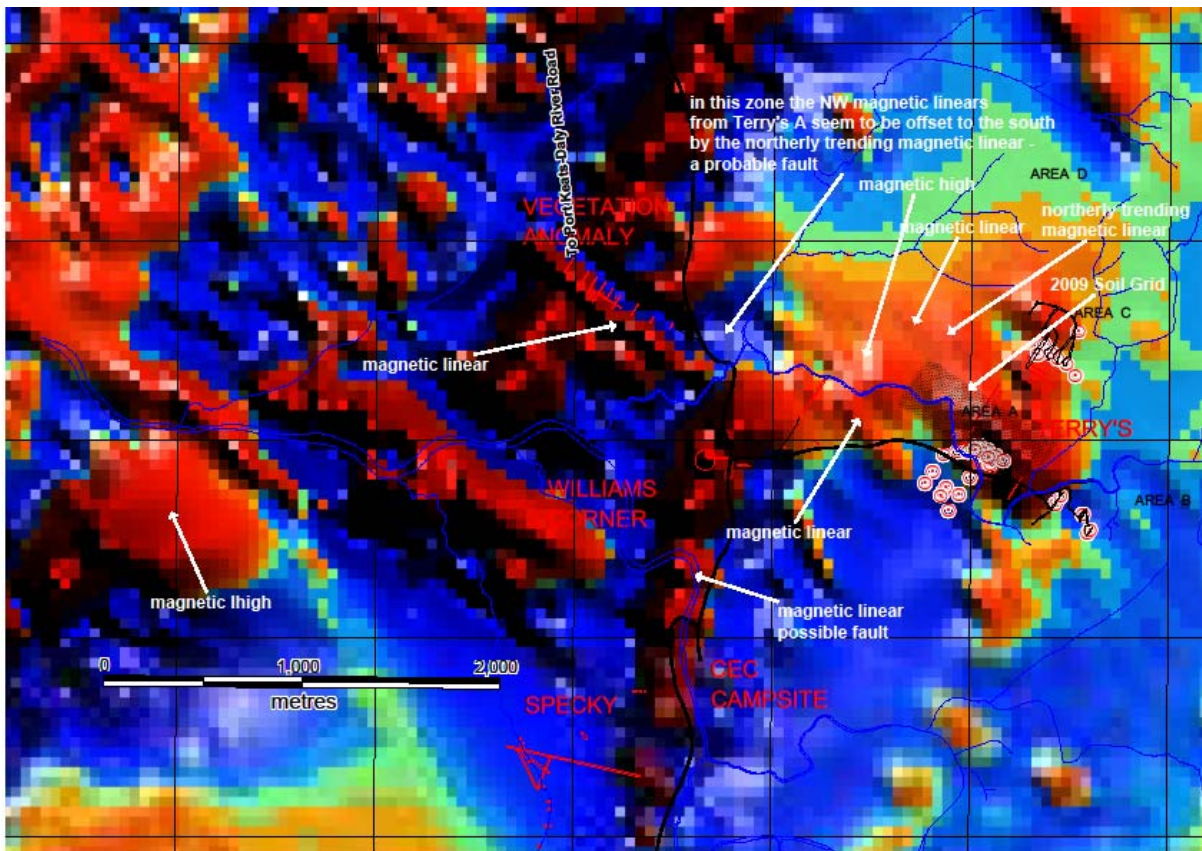 To Port Keats-Daly River Road
in this zone the NW magnetic linears
from Terry's A seem to be offset to the south
by the northerly trending magnetic linear -
a probable fault
AREA D
magnetic high
VEGETATION
ANOMALY
magnetic linear
northerly trending
magnetic linear
2009 Soil Grid
AREA C
magnetic linear
AREA A
TERRY'S
WILLIAMS
ORNER
AREA B
magnetic linear
magnetic lhigh
magnetic linear
possible fault
0 1,000 2,000
metres
SPECKY
CEC
CAMPSITE